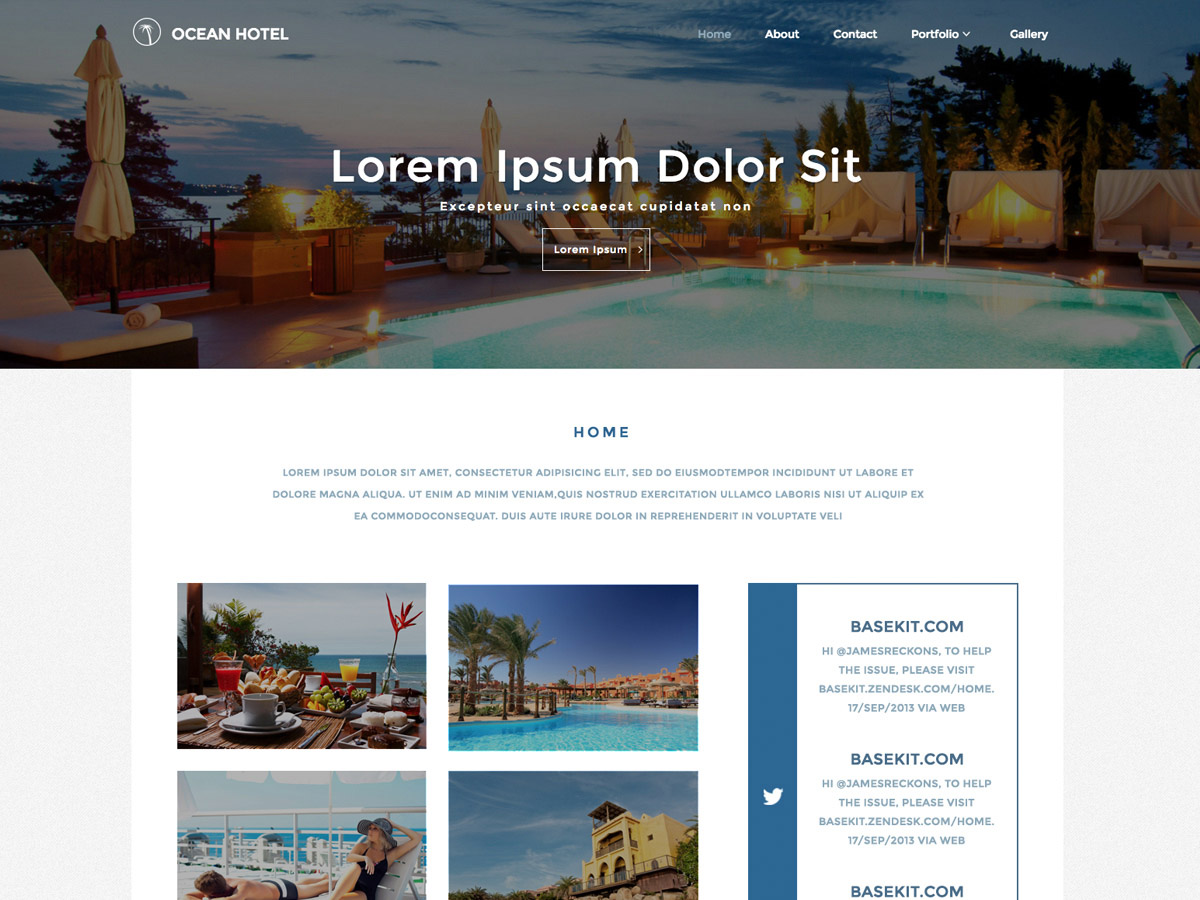 OCEAN HOTEL
Home About Contact Portfolio Gallery
Lorem Ipsum Dolor Sit
Excepteur sint occaecat cupidatat non
Lorem Ipsum >
HOME
LOREM IPSUM DOLOR SIT AMET, CONSECTETUR ADIPISICING ELIT, SED DO EIUSMODTEMPOR INCIDIDUNT UT LABORE ET
DOLORE MAGNA ALIQUA. UT ENIM AD MINIM VENIAM,QUIS NOSTRUD EXERCITATION ULLAMCO LABORIS NISI UT ALIQUIP EX
EA COMMODOCONSEQUAT. DUIS AUTE IRURE DOLOR IN REPREHENDERIT IN VOLUPTATE VELI
BASEKIT.COM
HI @JAMESRECKONS, TO HELP
THE ISSUE, PLEASE VISIT
BASEKIT.ZENDESK.COM/HOME.
17/SEP/2013 VIA WEB
BASEKIT.COM
HI @JAMESRECKONS, TO HELP
THE ISSUE, PLEASE VISIT
BASEKIT.ZENDESK.COM/HOME.
17/SEP/2013 VIA WEB
BASEKIT.COM